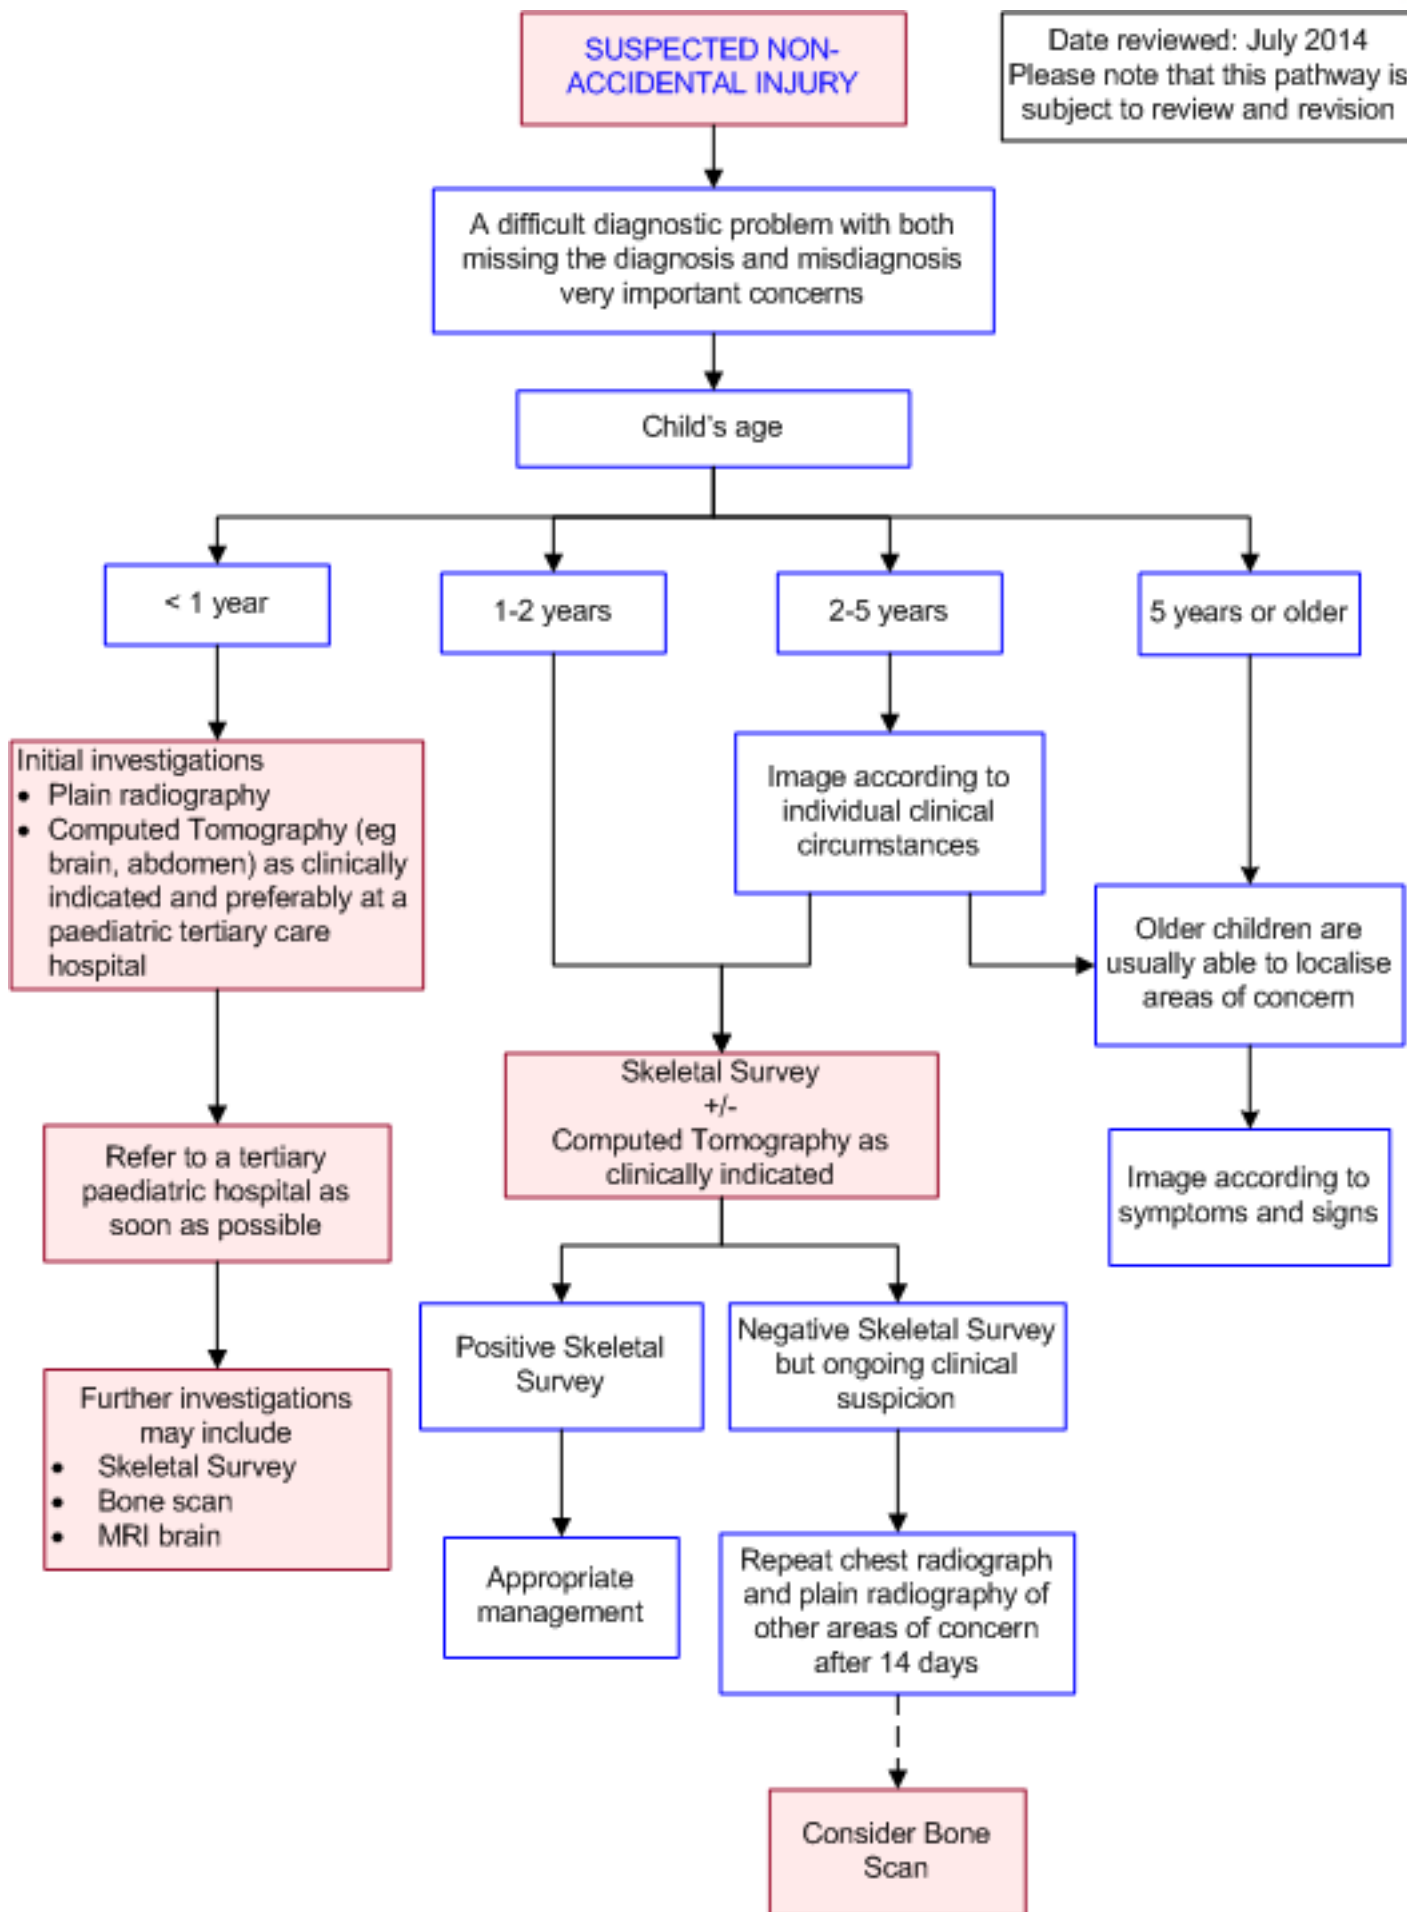 SUSPECTED NON-
ACCIDENTAL INJURY
Date reviewed: July 2014
Please note that this pathway is
subject to review and revision
A difficult diagnostic problem with both
missing the diagnosis and misdiagnosis
very important concerns
Child's age
< 1 year
1-2 years
2-5 years
5 years or older
Initial investigations
• Plain radiography
• Computed Tomography (eg
brain, abdomen) as clinically
indicated and preferably at a
paediatric tertiary care
hospital
Image according to
individual clinical
circumstances
Older children are
usually able to localise
areas of concern
Skeletal Survey
+/-
Computed Tomography as
clinically indicated
Refer to a tertiary
paediatric hospital as
soon as possible
Image according to
symptoms and signs
Positive Skeletal
Survey
Negative Skeletal Survey
but ongoing clinical
suspicion
Further investigations
may include
• Skeletal Survey
• Bone scan
• MRI brain
Appropriate
management
Repeat chest radiograph
and plain radiography of
other areas of concern
after 14 days
Consider Bone
Scan